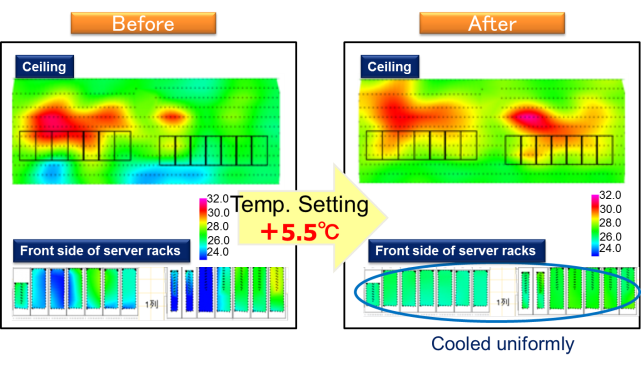 Before
After
Ceiling
Ceiling
32.0
30.0
28.0
26.0
24.0
Temp. Setting
+5.5℃
32.0
30.0
28.0
26.0
24.0
Front side of server racks
Front side of server racks
1列
1列
Cooled uniformly